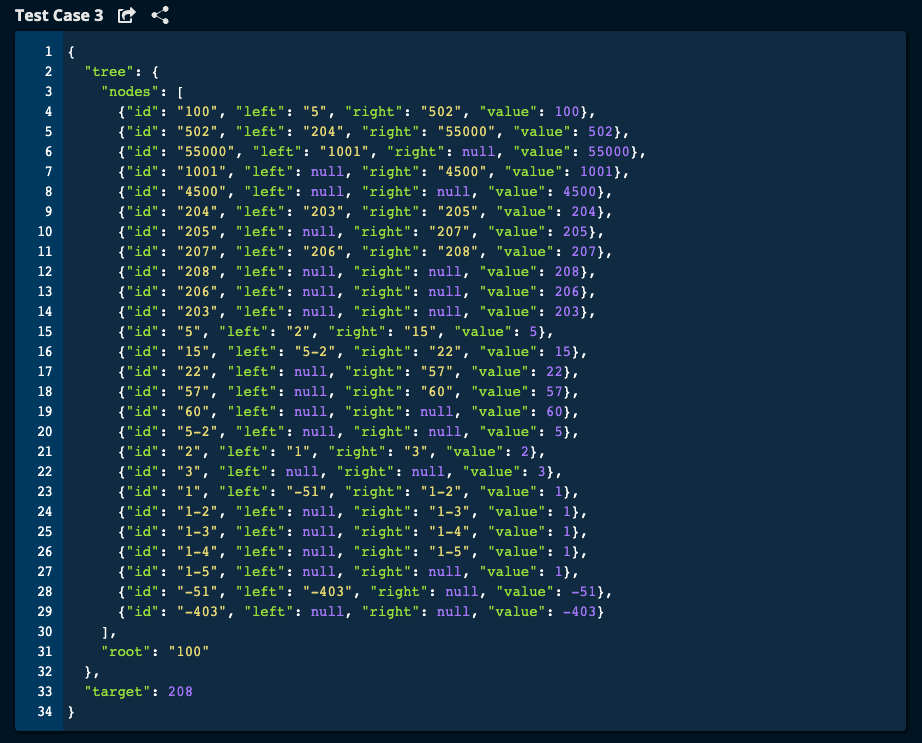 Test Case 3
1 {
2   "tree": {
3     "nodes": [
4       {"id": "100", "left": "5", "right": "502", "value": 100},
5       {"id": "502", "left": "204", "right": "55000", "value": 502},
6       {"id": "55000", "left": "1001", "right": null, "value": 55000},
7       {"id": "1001", "left": null, "right": "4500", "value": 1001},
8       {"id": "4500", "left": null, "right": null, "value": 4500},
9       {"id": "204", "left": "203", "right": "205", "value": 204},
10       {"id": "205", "left": null, "right": "207", "value": 205},
11       {"id": "207", "left": "206", "right": "208", "value": 207},
12       {"id": "208", "left": null, "right": null, "value": 208},
13       {"id": "206", "left": null, "right": null, "value": 206},
14       {"id": "203", "left": null, "right": null, "value": 203},
15       {"id": "5", "left": "2", "right": "15", "value": 5},
16       {"id": "15", "left": "5-2", "right": "22", "value": 15},
17       {"id": "22", "left": null, "right": "57", "value": 22},
18       {"id": "57", "left": null, "right": "60", "value": 57},
19       {"id": "60", "left": null, "right": null, "value": 60},
20       {"id": "5-2", "left": null, "right": null, "value": 5},
21       {"id": "2", "left": "1", "right": "3", "value": 2},
22       {"id": "3", "left": null, "right": null, "value": 3},
23       {"id": "1", "left": "-51", "right": "1-2", "value": 1},
24       {"id": "1-2", "left": null, "right": "1-3", "value": 1},
25       {"id": "1-3", "left": null, "right": "1-4", "value": 1},
26       {"id": "1-4", "left": null, "right": "1-5", "value": 1},
27       {"id": "1-5", "left": null, "right": null, "value": 1},
28       {"id": "-51", "left": "-403", "right": null, "value": -51},
29       {"id": "-403", "left": null, "right": null, "value": -403}
30     ],
31     "root": "100"
32   },
33   "target": 208
34 }